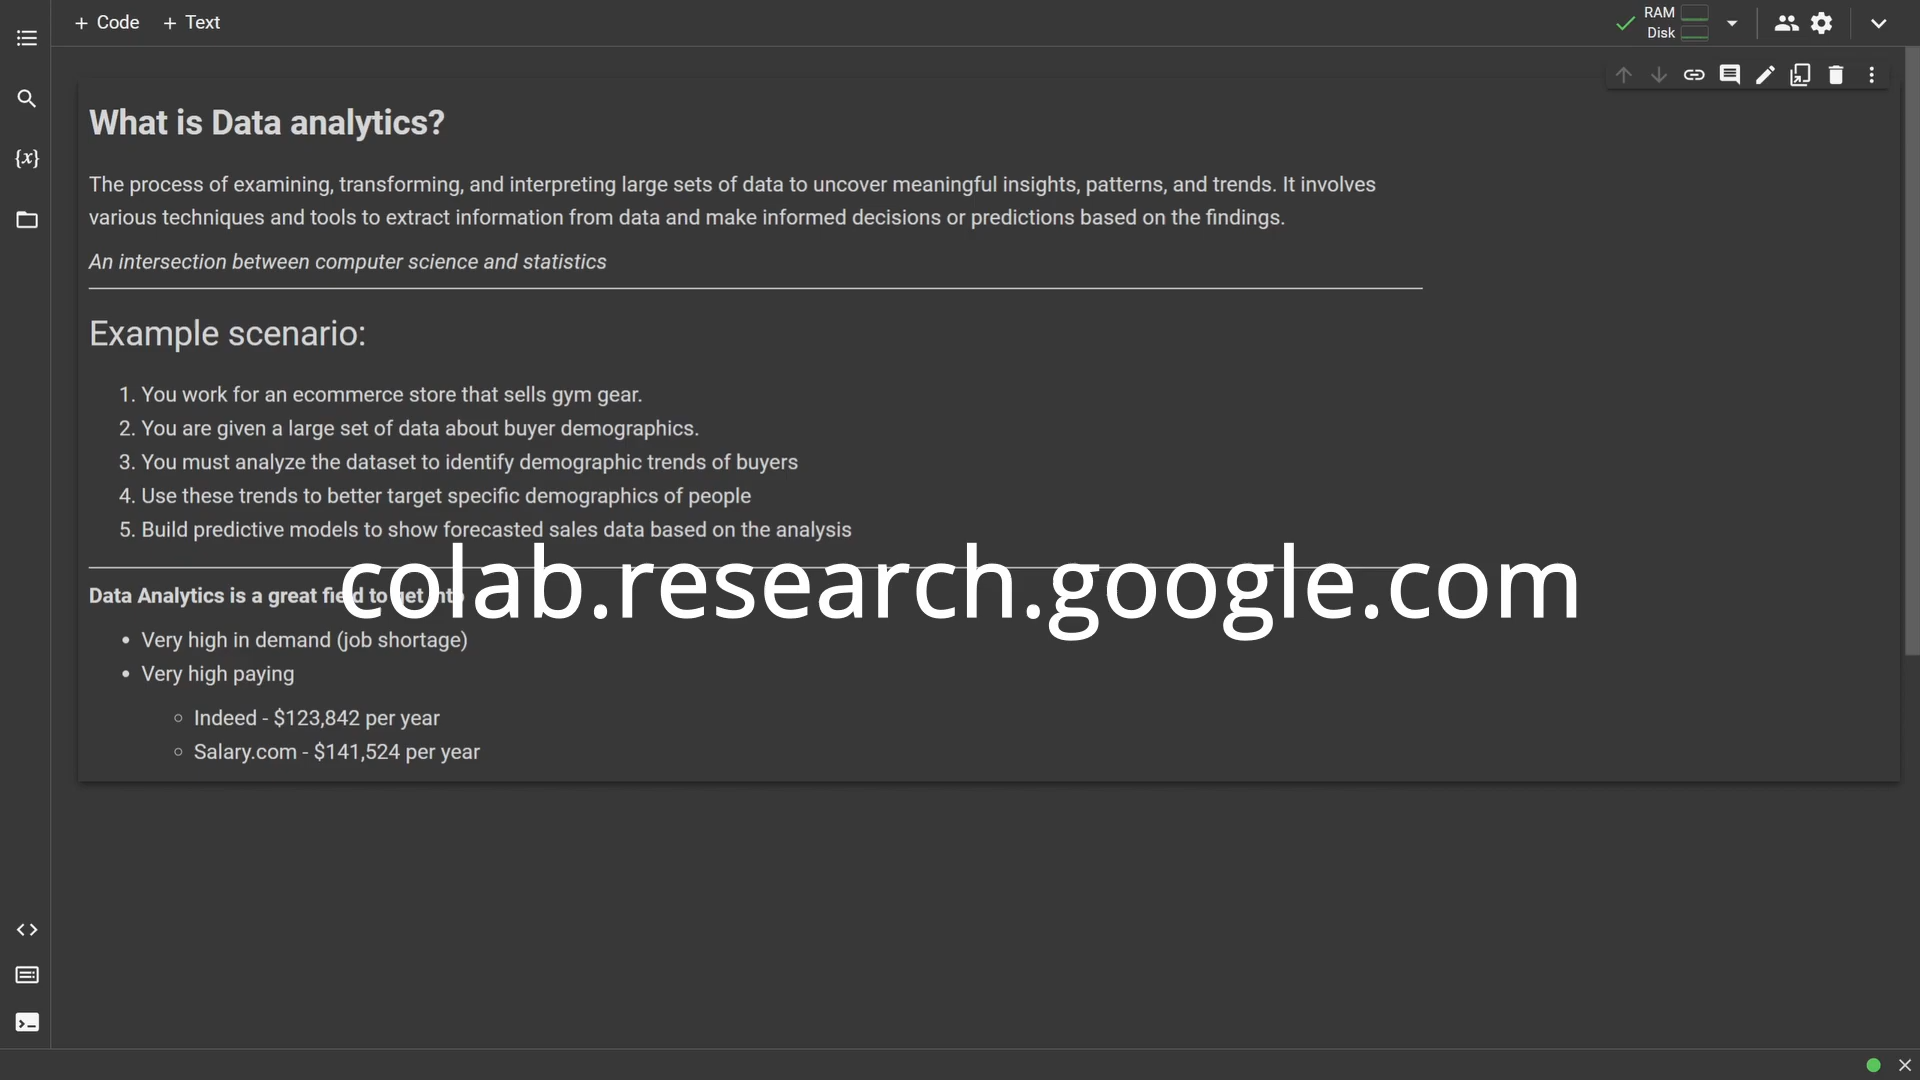 + Code + Text
RAM
Disk
{x}
What is Data analytics?
The process of examining, transforming, and interpreting large sets of data to uncover meaningful insights, patterns, and trends. It involves
various techniques and tools to extract information from data and make informed decisions or predictions based on the findings.
An intersection between computer science and statistics
Example scenario:
1. You work for an ecommerce store that sells gym gear.
2. You are given a large set of data about buyer demographics.
3. You must analyze the dataset to identify demographic trends of buyers
4. Use these trends to better target specific demographics of people
5. Build predictive models to show forecasted sales data based on the analysis
colab.research.google.com
Data Analytics is a great field to get into
• Very high in demand (job shortage)
• Very high paying
◦ Indeed - $123,842 per year
◦ Salary.com - $141,524 per year